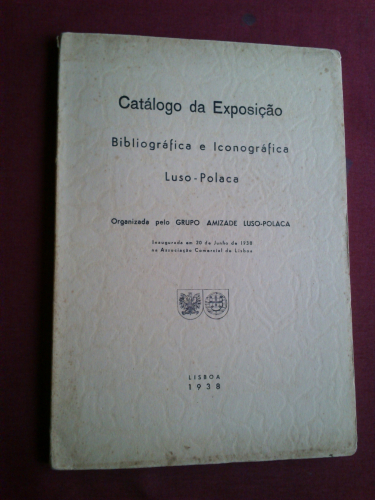 Catálogo da Exposição
Bibliográfica e Iconográfica
Luso-Polaca
Organizada pelo GRUPO AMIZADE LUSO-POLACA
Inaugurada em 30 de Junho de 1938
na Associação Comercial de Lisboa
LISBOA
1938